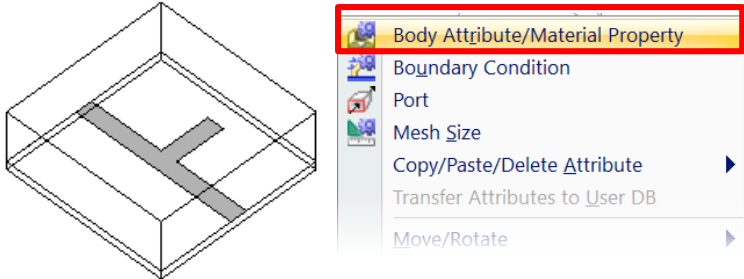 Body Attribute/Material Property
Boundary Condition
Port
Mesh Size
Copy/Paste/Delete Attribute
Transfer Attributes to User DB
Move/Rotate